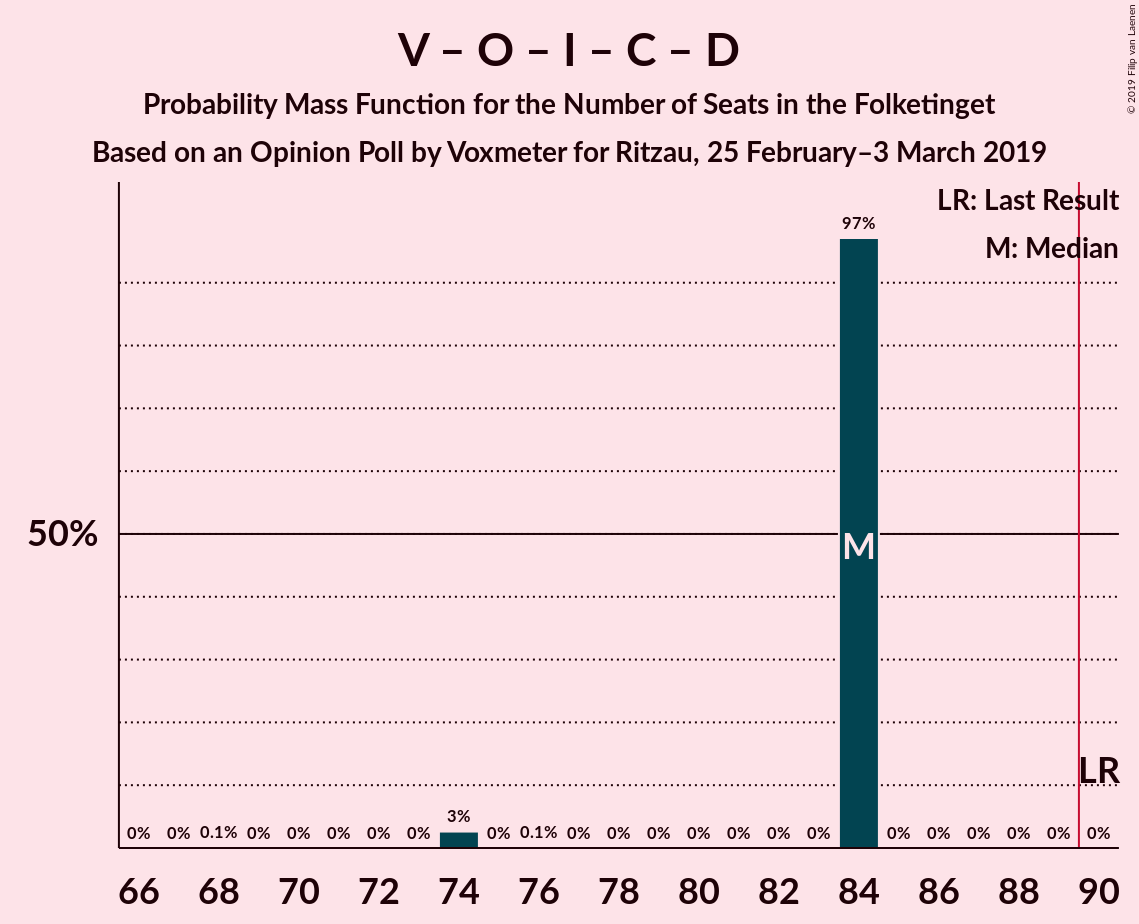 V – O – I – C – D
Probability Mass Function for the Number of Seats in the Folketinget
Based on an Opinion Poll by Voxmeter for Ritzau, 25 February–3 March 2019
© 2019 Filip van Laenen
LR: Last Result
M: Median
97%
50%
M
LR
0% 0% 0.1% 0% 0% 0% 0% 0% 3% 0% 0.1% 0% 0% 0% 0% 0% 0% 0% 0% 0% 0% 0% 0% 0%
66 68 70 72 74 76 78 80 82 84 86 88 90